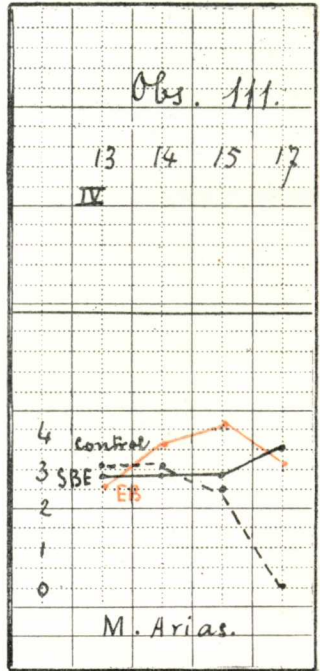 Obs. 111.
13 14 15 17
IV
4
control
3
SBE
EB
2
1
0
M. Arias.